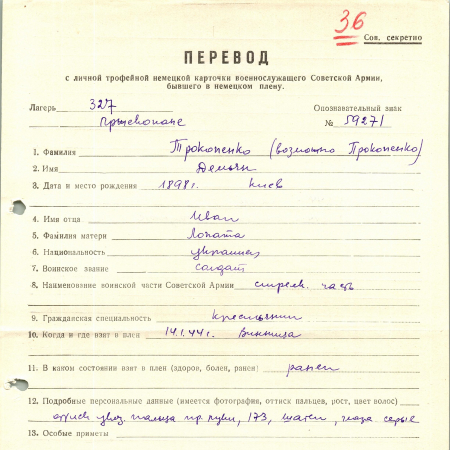 36
Сов. секретно
ПЕРЕВОД
с личной трофейной немецкой карточки военнослужащего Советской Армии,
бывшего в немецком плену.
Лагерь 327 Опознавательный знак
№ 59271
1. Фамилия Трокопенко (возможно Прокопенко)
2. Имя Демьян
3. Дата и место рождения 1898г. Киев
4. Имя отца Иван
5. Фамилия матери Лопата
6. Национальность украинец
7. Воинское звание солдат
8. Наименование воинской части Советской Армии стрелк. часть
9. Гражданская специальность крестьянин
10. Когда и где взят в плен 14.1.44г. Винница
11. В каком состоянии взят в плен (здоров, болен, ранен) ранен
12. Подробные персональные данные (имеется фотография, оттиск пальцев, рост, цвет волос)
оттиск указ. пальца пр. руки, 173, шатен, глаза серые
13. Особые приметы